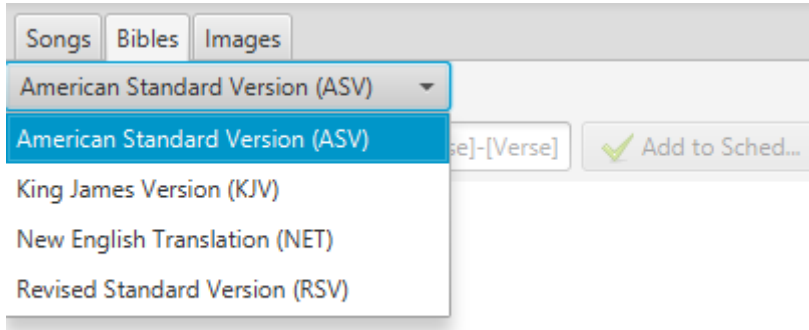 Songs Bibles Images
American Standard Version (ASV)
American Standard Version (ASV)
se]-[Verse] Add to Sched...
King James Version (KJV)
New English Translation (NET)
Revised Standard Version (RSV)